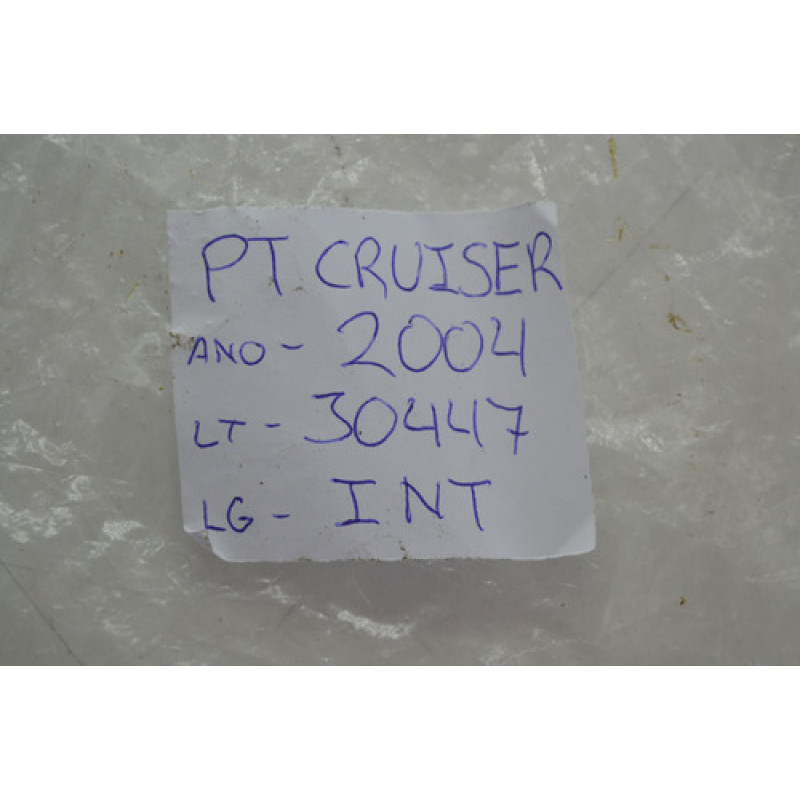 PT CRUISER
ANO - 2004
LT - 30447
LG - INT